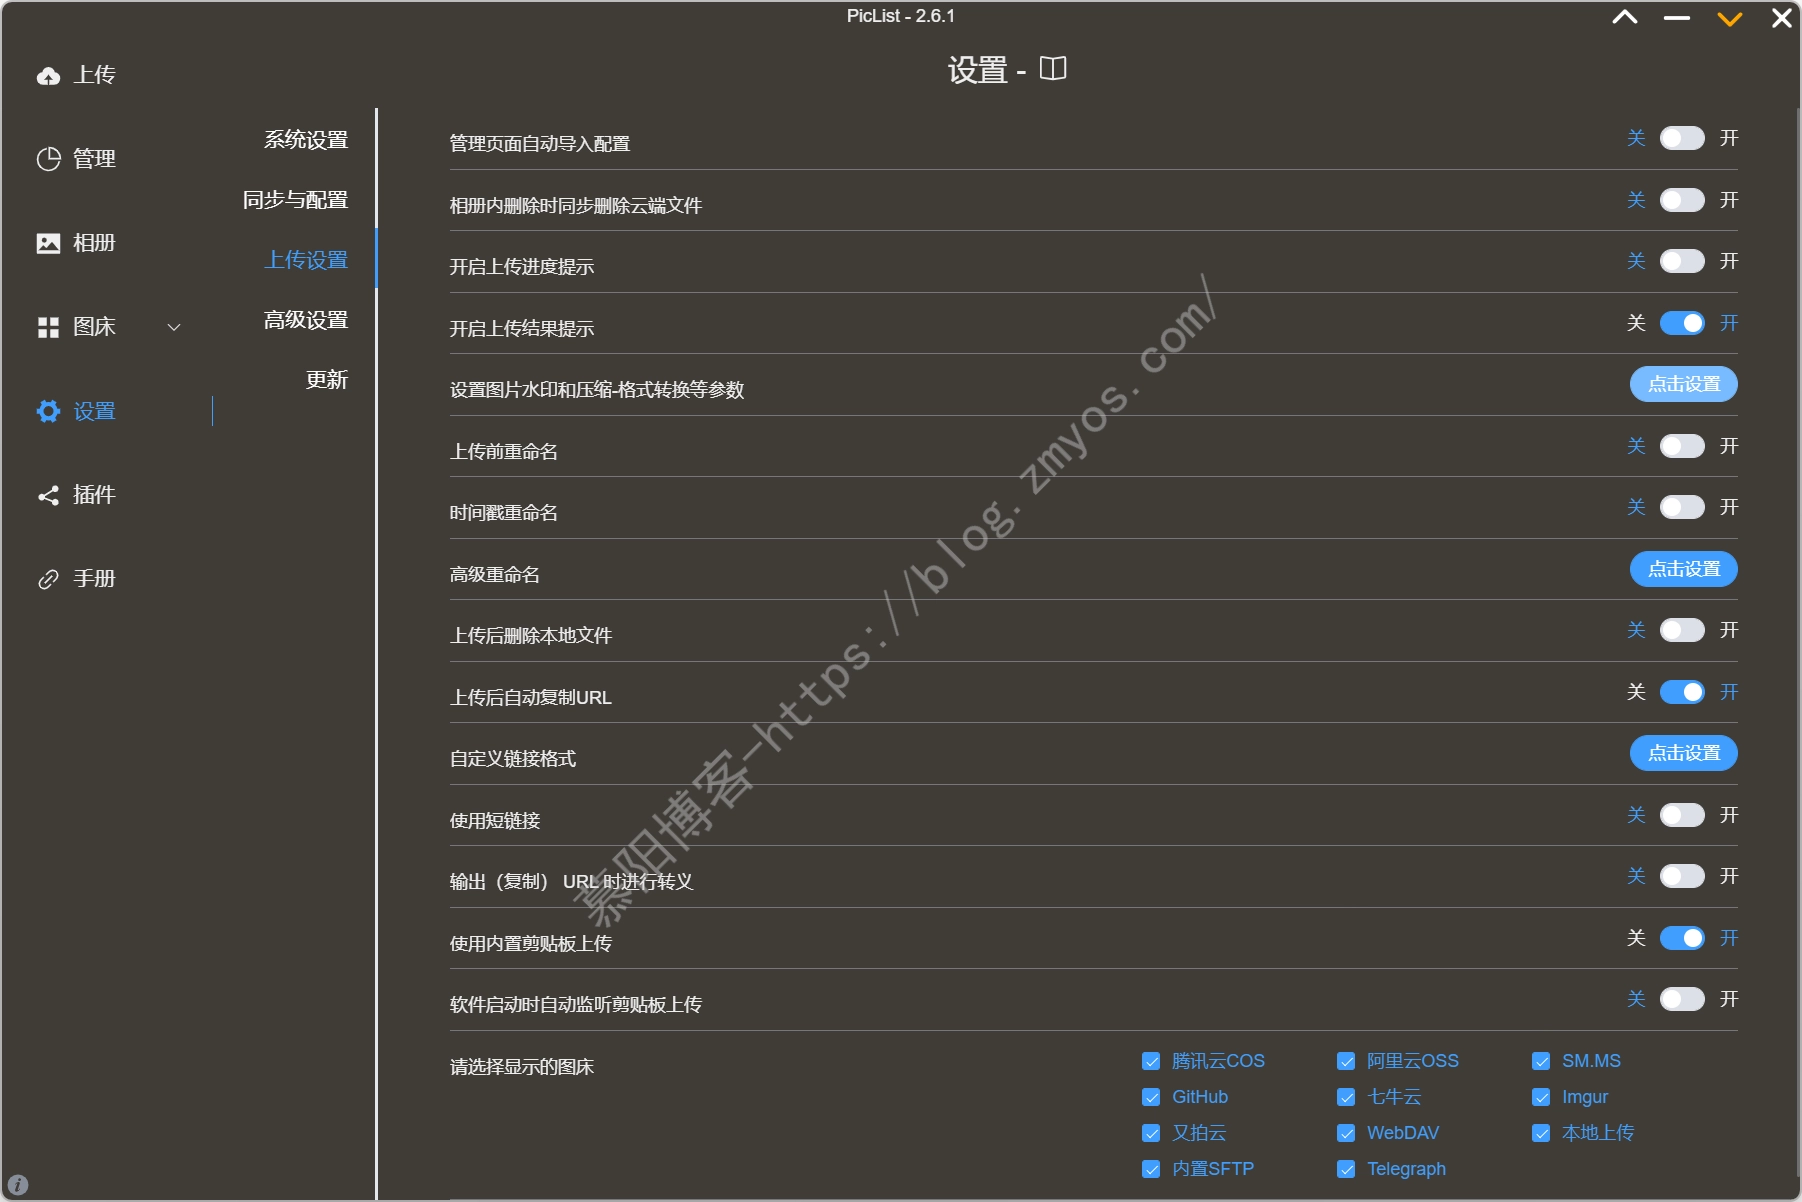 PicList - 2.6.1
设置 -
上传
管理
相册
图床
设置
插件
手册
系统设置
同步与配置
上传设置
高级设置
更新
管理页面自动导入配置 关 开
相册内删除时同步删除云端文件 关 开
开启上传进度提示 关 开
开启上传结果提示 关 开
设置图片水印和压缩-格式转换等参数 点击设置
上传前重命名 关 开
时间戳重命名 关 开
高级重命名 点击设置
上传后删除本地文件 关 开
上传后自动复制URL 关 开
自定义链接格式 点击设置
使用短链接 关 开
输出（复制） URL 时进行转义 关 开
使用内置剪贴板上传 关 开
软件启动时自动监听剪贴板上传 关 开
请选择显示的图床 腾讯云COS 阿里云OSS SM.MS
GitHub 七牛云 Imgur
又拍云 WebDAV 本地上传
内置SFTP Telegraph
慕阳博客-https://blog.zmyos.com/